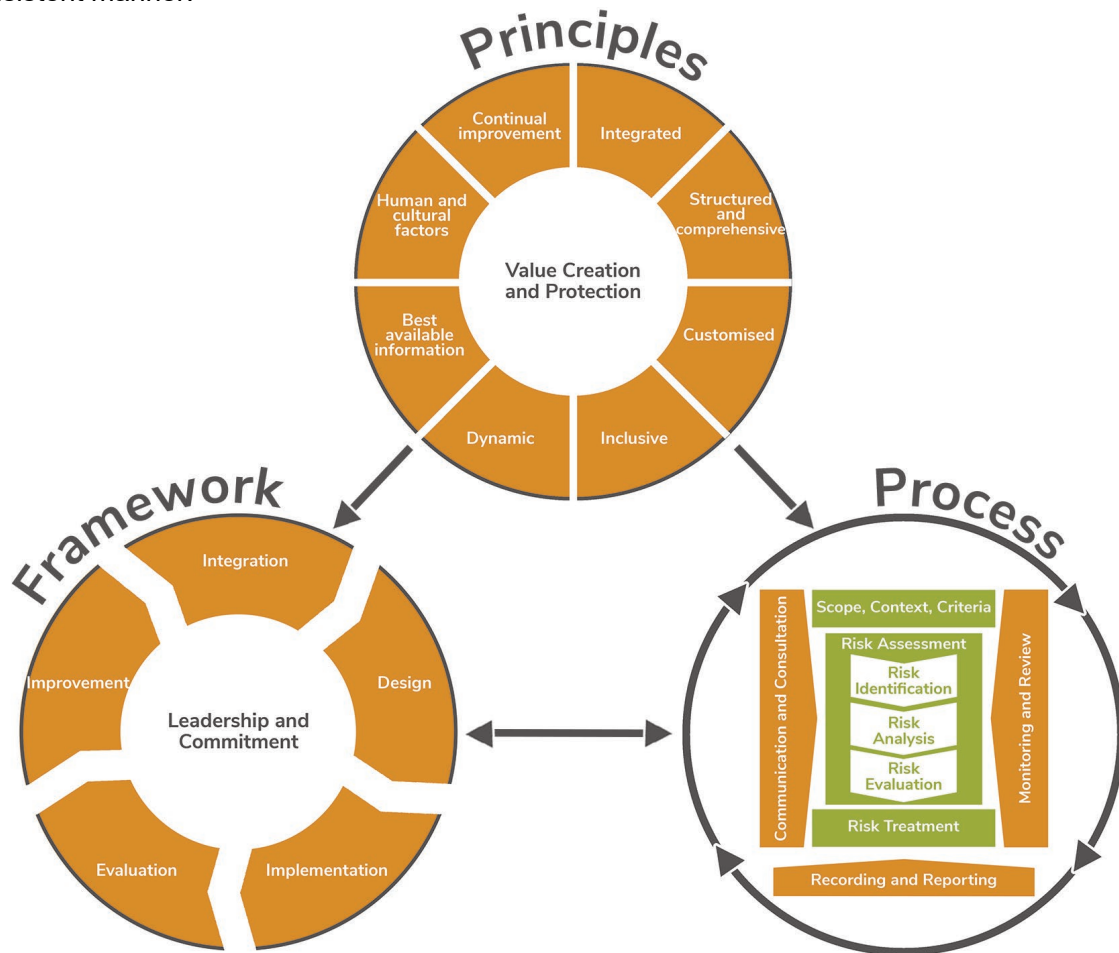 Principles
Continual
improvement
Integrated
Human and
cultural
factors
Structured
and
comprehensive
Value Creation
and Protection
Best
available
information
Customised
Dynamic
Inclusive
Framework
Integration
Improvement
Design
Leadership and
Commitment
Evaluation
Implementation
Process
Scope, Context, Criteria
Communication and Consultation
Risk Assessment
Risk
Identification
Risk
Analysis
Risk
Evaluation
Monitoring and Review
Risk Treatment
Recording and Reporting